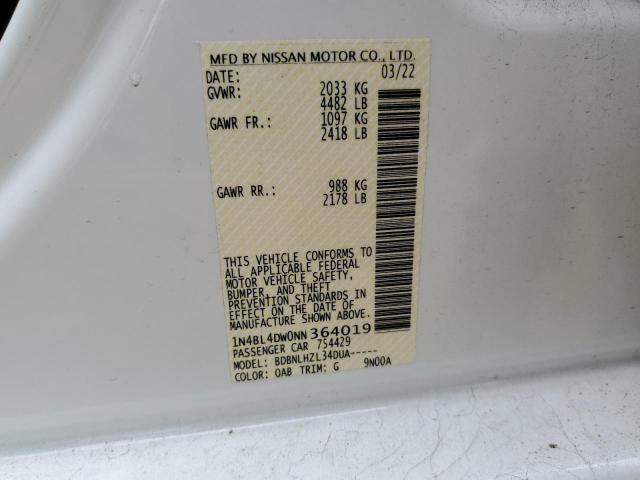 MFD BY NISSAN MOTOR CO., LTD.
DATE: 03/22
GVWR: 2033 KG
4482 LB
GAWR FR.: 1097 KG
2418 LB
GAWR RR.: 988 KG
2178 LB
THIS VEHICLE CONFORMS TO
ALL APPLICABLE FEDERAL
MOTOR VEHICLE SAFETY,
BUMPER, AND THEFT
PREVENTION STANDARDS IN
EFFECT ON THE DATE OF
MANUFACTURE SHOWN ABOVE.
1N4BL4DW0NN364019
PASSENGER CAR 754429
MODEL: BDBNLHZL34DUA-----
COLOR: QAB TRIM: G 9N00A